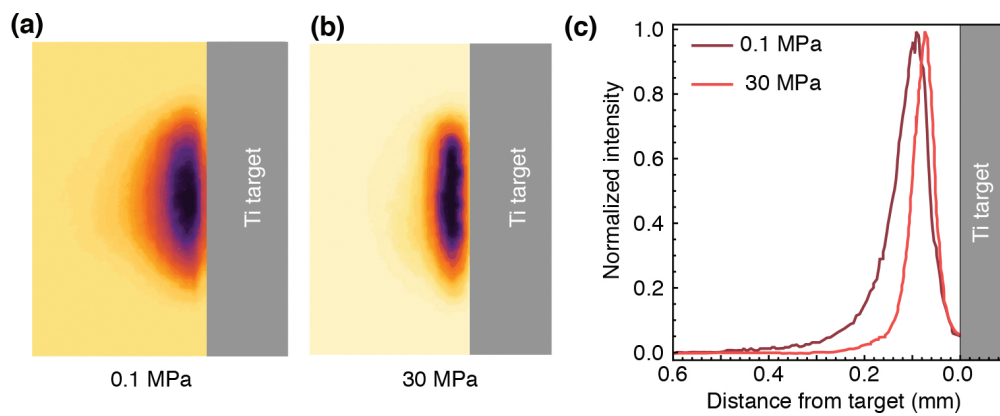 (a)
Ti target
0.1 MPa
(b)
Ti target
30 MPa
(c)
Normalized intensity
1.0
0.8
0.6
0.4
0.2
0.0
0.1 MPa
30 MPa
Ti target
0.6
0.4
0.2
0.0
Distance from target (mm)